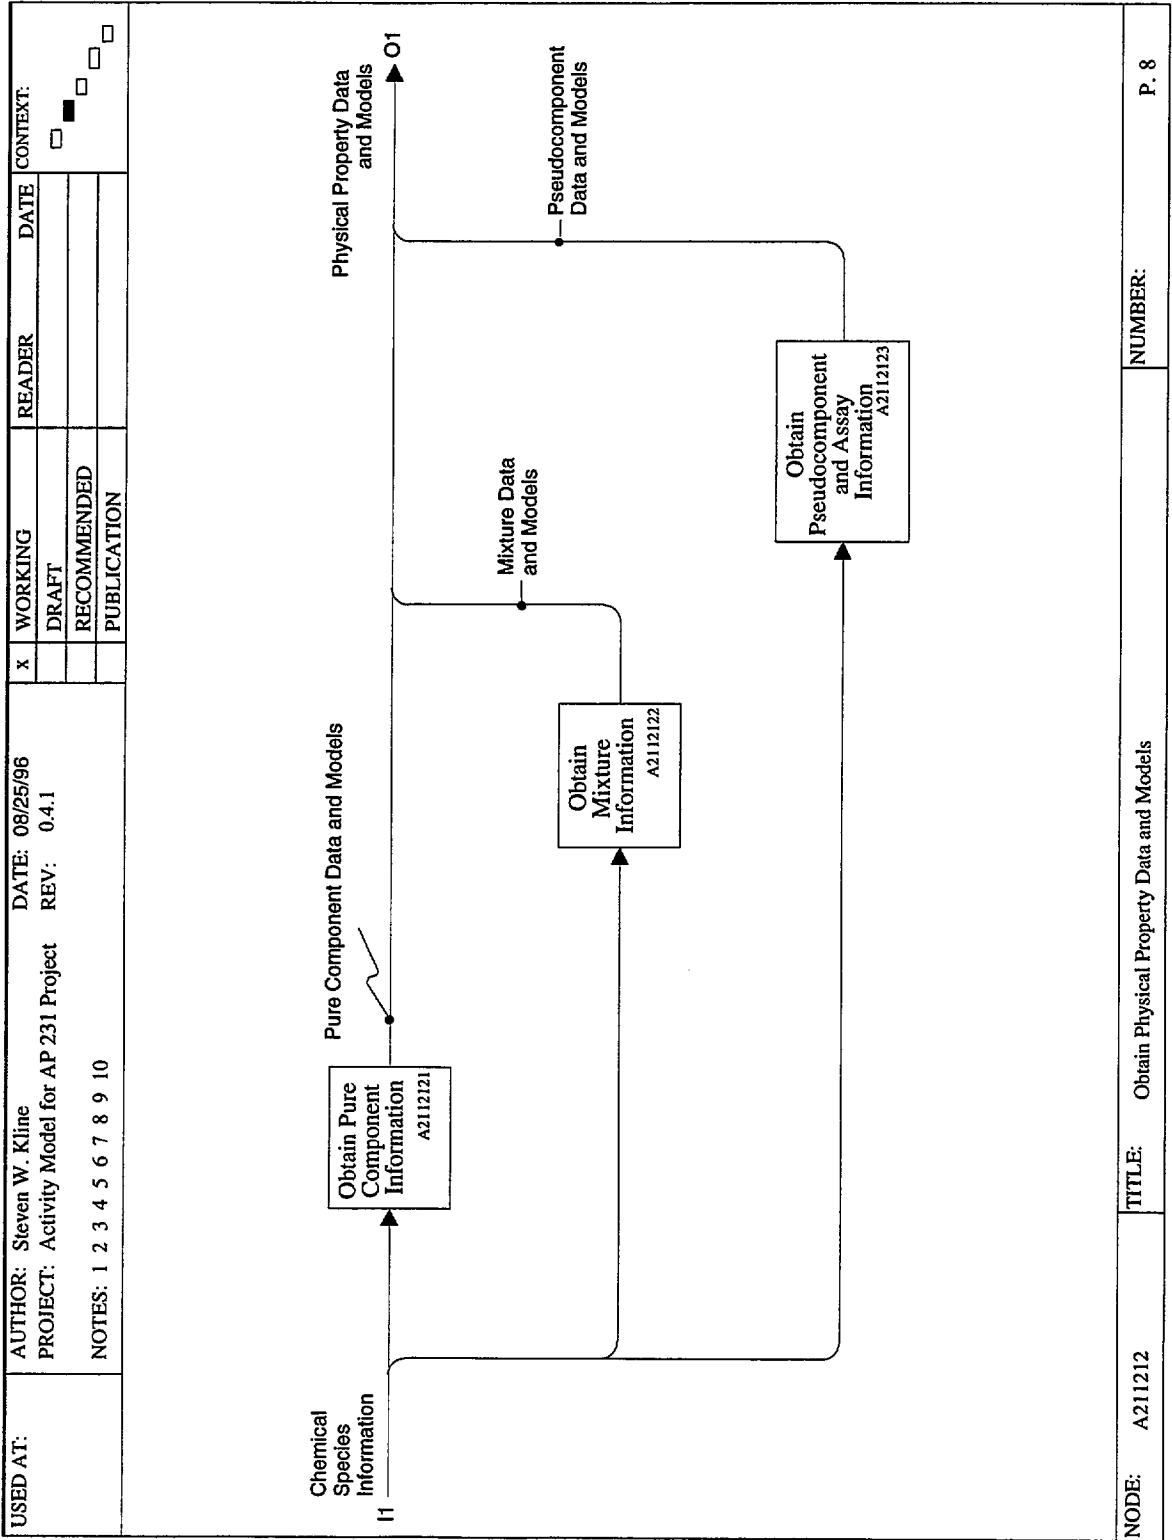 USED AT:
AUTHOR: Steven W. Kline
DATE: 08/25/96
PROJECT: Activity Model for AP 231 Project
REV: 0.4.1
NOTES: 1 2 3 4 5 6 7 8 9 10
x WORKING
DRAFT
RECOMMENDED
PUBLICATION
READER
DATE
CONTEXT:
I1
Chemical
Species
Information
Obtain Pure
Component
Information
A2112121
Pure Component Data and Models
Obtain
Mixture
Information
A2112122
Mixture Data
and Models
Obtain
Pseudocomponent
and Assay
Information
A2112123
Pseudocomponent
Data and Models
Physical Property Data
and Models
O1
NODE: A211212
TITLE: Obtain Physical Property Data and Models
NUMBER:
P. 8